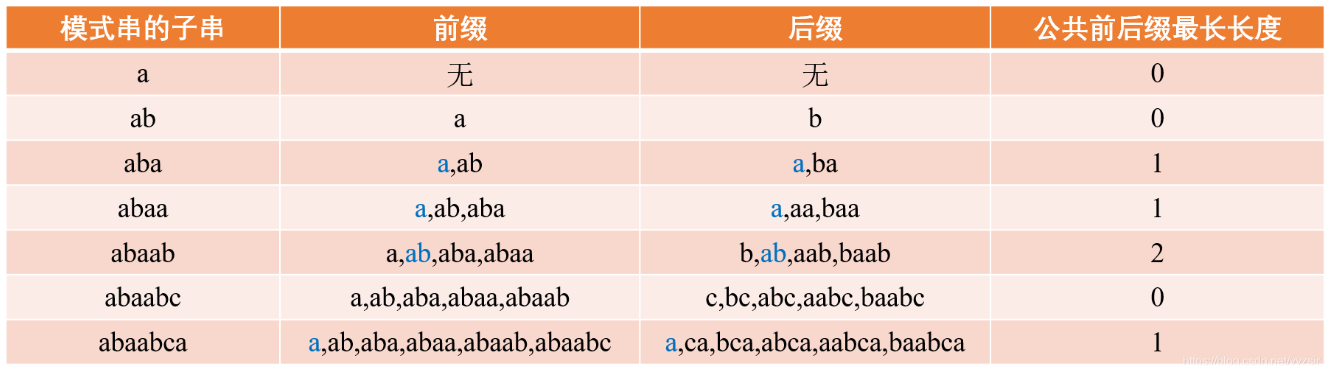 模式串的子串 前缀 后缀 公共前后缀最长长度
a 无 无 0
ab a b 0
aba a,ab a,ba 1
abaa a,ab,aba a,aa,baa 1
abaab a,ab,aba,abaa b,ab,aab,baab 2
abaabc a,ab,aba,abaa,abaab c,bc,abc,aabc,baabc 0
abaabca a,ab,aba,abaa,abaab,abaabc a,ca,bca,abca,aabca,baabca 1